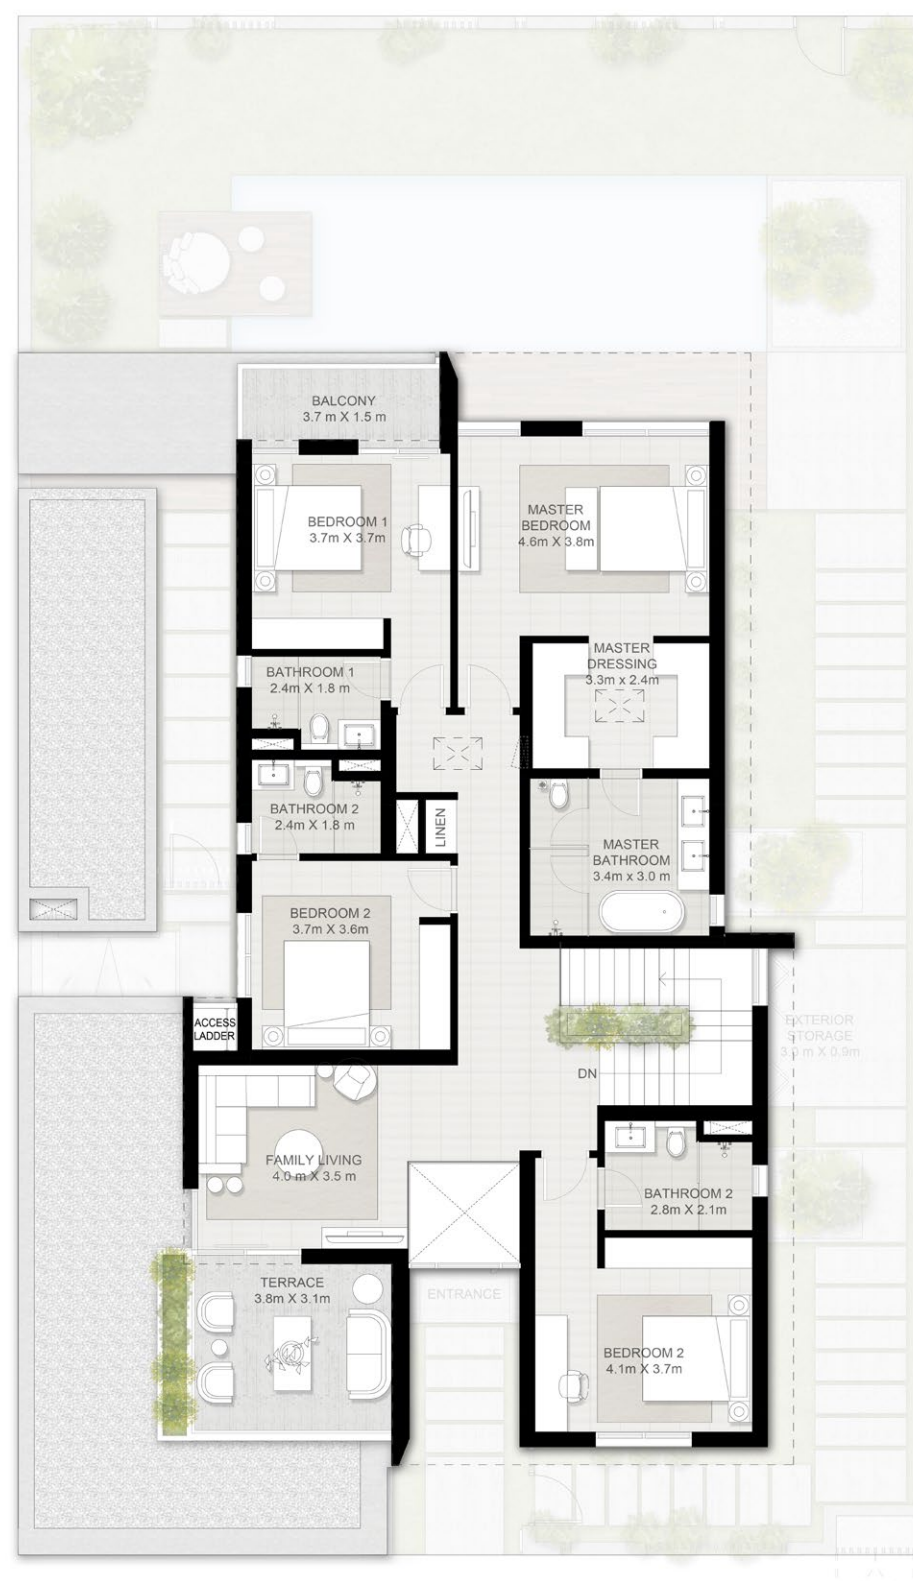 BALCONY
3.7 m X 1.5 m
BEDROOM 1
3.7m X 3.7m
MASTER
BEDROOM
4.6m X 3.8m
MASTER
DRESSING
3.3m x 2.4m
BATHROOM 1
2.4m X 1.8 m
BATHROOM 2
2.4m X 1.8 m
LINEN
MASTER
BATHROOM
3.4m x 3.0 m
BEDROOM 2
3.7m X 3.6m
ACCESS
LADDER
EXTERIOR
STORAGE
3.0 m X 0.9m
DN
FAMILY LIVING
4.0 m X 3.5 m
BATHROOM 2
2.8m X 2.1m
TERRACE
3.8m X 3.1m
ENTRANCE
BEDROOM 2
4.1m X 3.7m